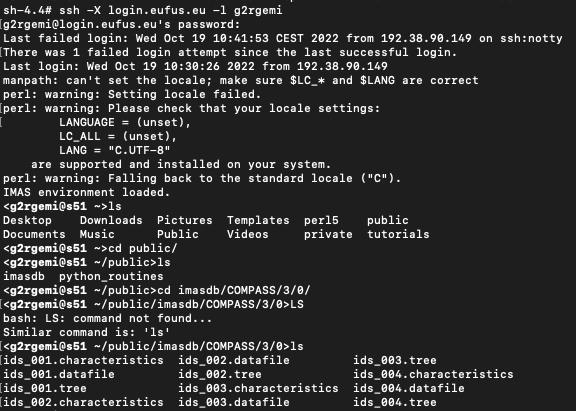 sh-4.4# ssh -X login.eufus.eu -l g2rgemi
[g2rgemi@login.eufus.eu's password:
Last failed login: Wed Oct 19 10:41:53 CEST 2022 from 192.38.90.149 on ssh:notty
[There was 1 failed login attempt since the last successful login.
Last login: Wed Oct 19 10:30:26 2022 from 192.38.90.149
manpath: can't set the locale; make sure $LC_* and $LANG are correct
perl: warning: Setting locale failed.
[perl: warning: Please check that your locale settings:
[ LANGUAGE = (unset),
LC_ALL = (unset),
LANG = "C.UTF-8"
are supported and installed on your system.
perl: warning: Falling back to the standard locale ("C").
IMAS environment loaded.
<g2rgemi@s51 ~>ls
Desktop Downloads Pictures Templates perl5 public
Documents Music Public Videos private tutorials
<g2rgemi@s51 ~>cd public/
<g2rgemi@s51 ~/public>ls
imasdb python_routines
<g2rgemi@s51 ~/public>cd imasdb/COMPASS/3/0/
[<g2rgemi@s51 ~/public/imasdb/COMPASS/3/0>LS
bash: LS: command not found...
Similar command is: 'ls'
[<g2rgemi@s51 ~/public/imasdb/COMPASS/3/0>ls
ids_001.characteristics ids_002.datafile ids_003.tree
ids_001.datafile ids_002.tree ids_004.characteristics
ids_001.tree ids_003.characteristics ids_004.datafile
ids_002.characteristics ids_003.datafile ids_004.tree